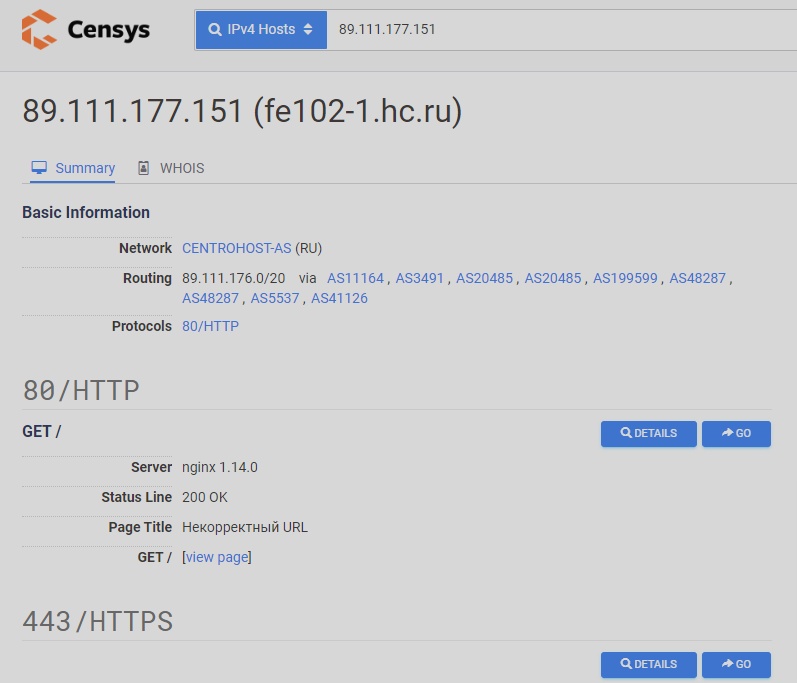 Censys
IPv4 Hosts
89.111.177.151
89.111.177.151 (fe102-1.hc.ru)
Summary
WHOIS
Basic Information
Network CENTROHOST-AS (RU)
Routing 89.111.176.0/20 via AS11164 , AS3491 , AS20485 , AS20485 , AS199599 , AS48287 ,
AS48287 , AS5537 , AS41126
Protocols 80/HTTP
80/HTTP
GET /
DETAILS
GO
Server nginx 1.14.0
Status Line 200 OK
Page Title Некорректный URL
GET / [view page]
443/HTTPS
DETAILS
GO